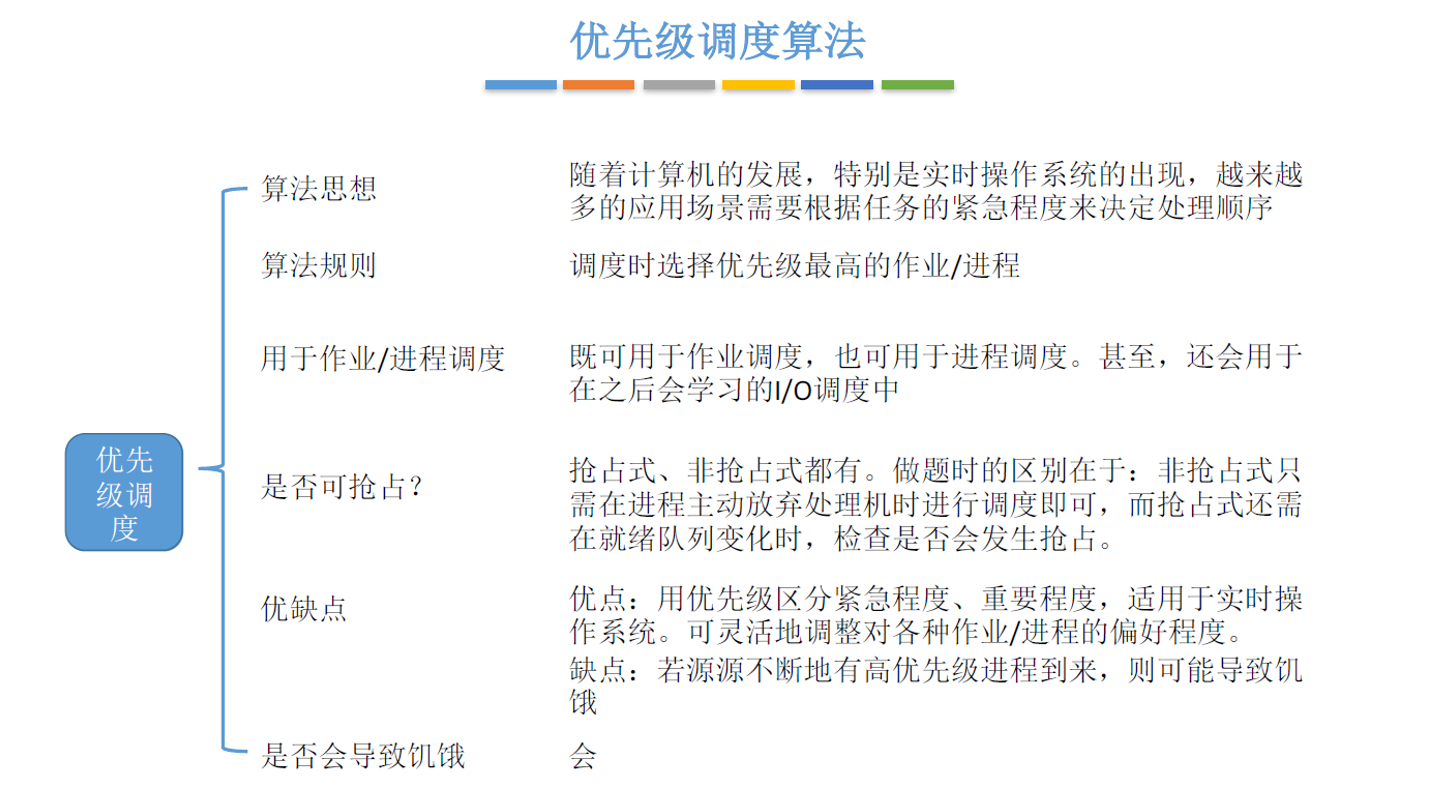 优先级调度算法
优先
级调
度
算法思想
随着计算机的发展，特别是实时操作系统的出现，越来越
多的应用场景需要根据任务的紧急程度来决定处理顺序
算法规则
调度时选择优先级最高的作业/进程
用于作业/进程调度
既可用于作业调度，也可用于进程调度。甚至，还会用于
在之后会学习的I/O调度中
是否可抢占？
抢占式、非抢占式都有。做题时的区别在于：非抢占式只
需在进程主动放弃处理机时进行调度即可，而抢占式还需
在就绪队列变化时，检查是否会发生抢占。
优缺点
优点：用优先级区分紧急程度、重要程度，适用于实时操
作系统。可灵活地调整对各种作业/进程的偏好程度。
缺点：若源源不断地有高优先级进程到来，则可能导致饥
饿
是否会导致饥饿
会